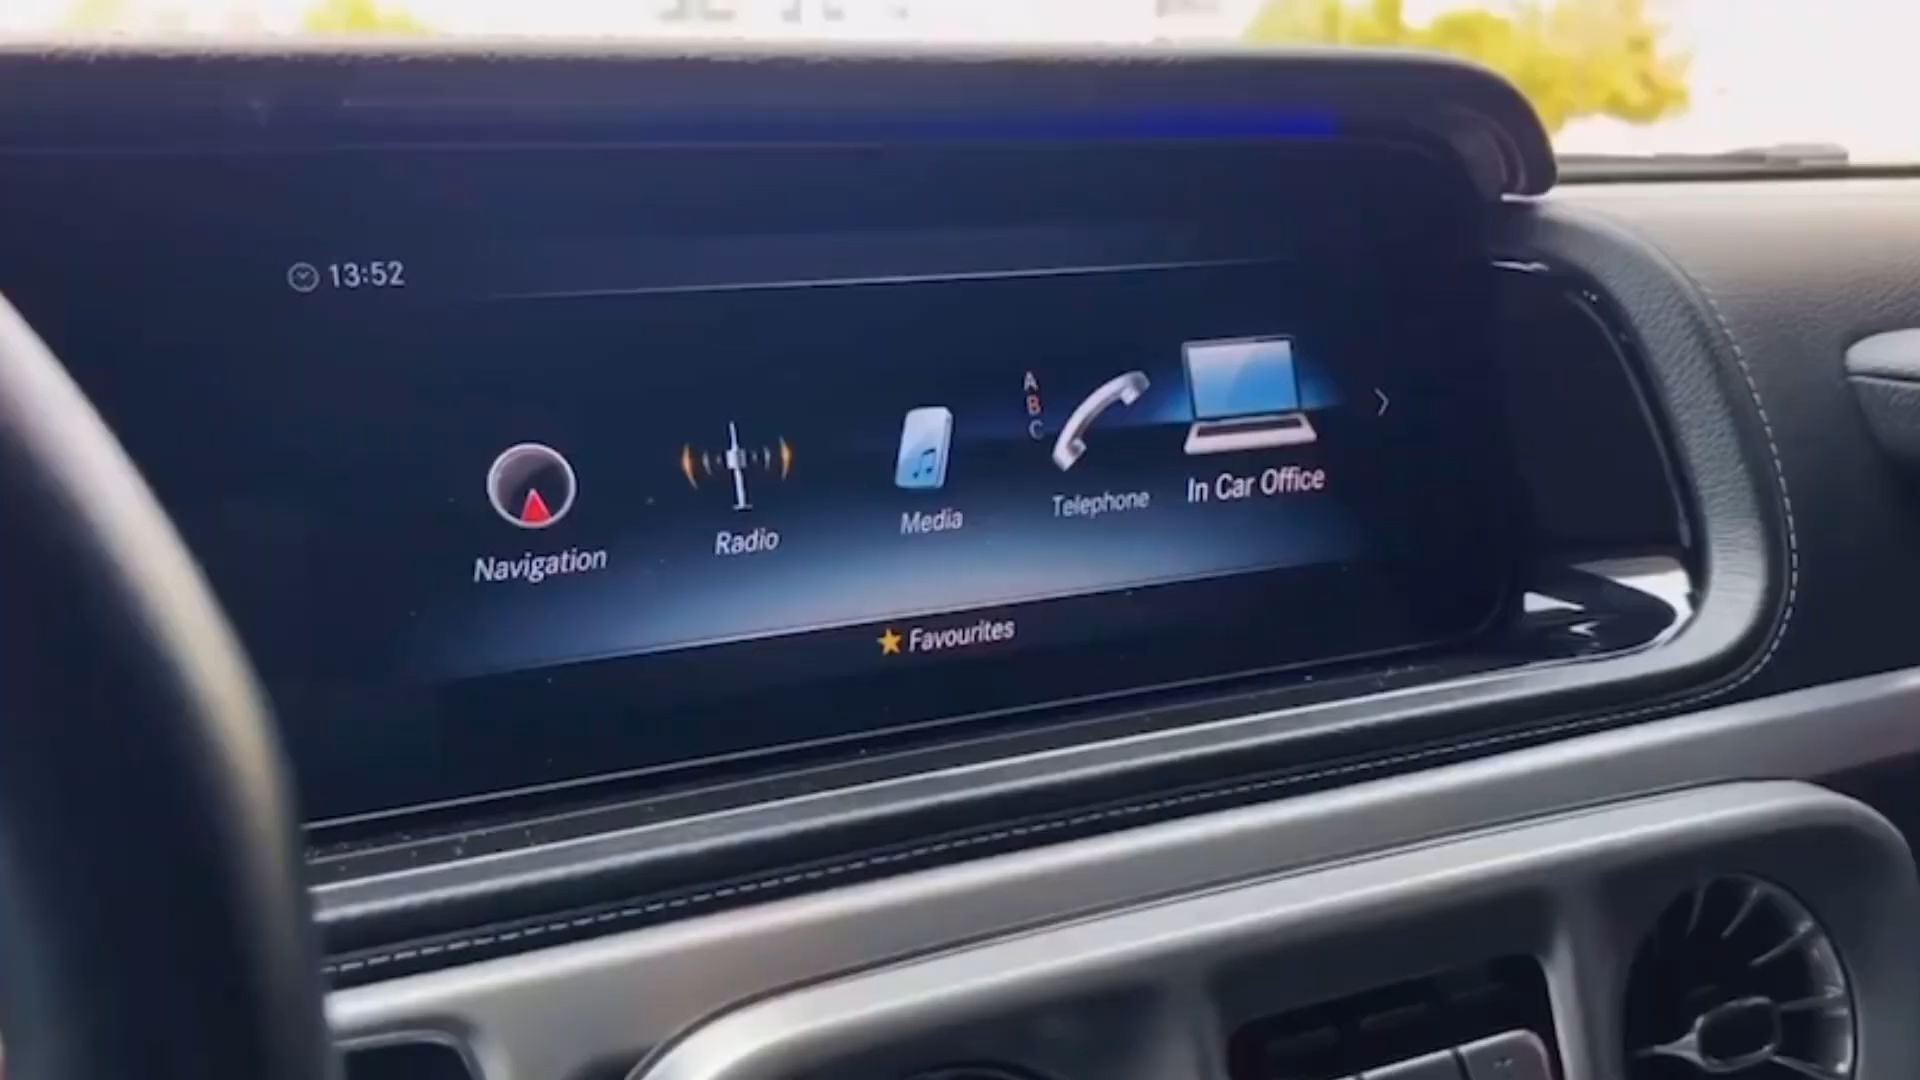 13:52
Navigation
Radio
Media
A
B
C
Telephone
In Car Office
Favourites